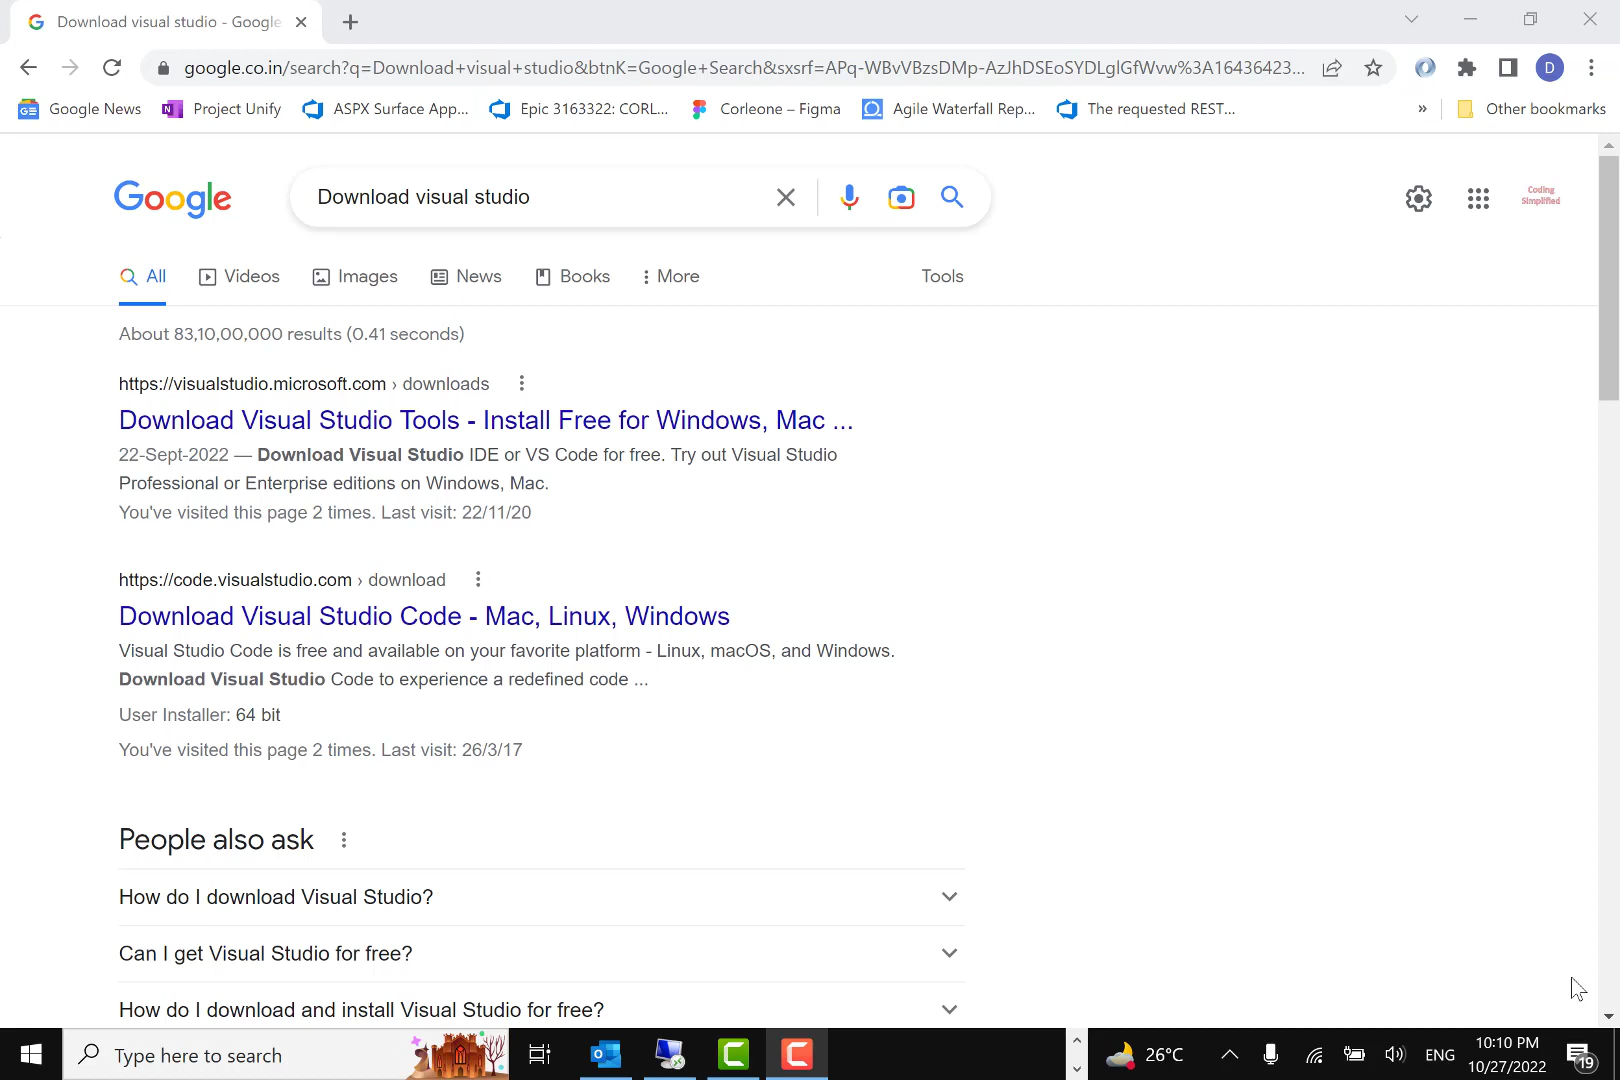 Download visual studio - Google
google.co.in/search?q=Download+visual+studio&btnK=Google+Search&sxsrf=APq-WBvVBzsDMp-AzJhDSEoSYDLglGfWvw%3A16436423...
D
Google News
Project Unify
ASPX Surface App...
Epic 3163322: CORL...
Corleone – Figma
Agile Waterfall Rep...
The requested REST...
»
Other bookmarks
Google
Download visual studio
Coding
Simplified
All
Videos
Images
News
Books
More
Tools
About 83,10,00,000 results (0.41 seconds)
https://visualstudio.microsoft.com › downloads
Download Visual Studio Tools - Install Free for Windows, Mac ...
22-Sept-2022 — Download Visual Studio IDE or VS Code for free. Try out Visual Studio
Professional or Enterprise editions on Windows, Mac.
You've visited this page 2 times. Last visit: 22/11/20
https://code.visualstudio.com › download
Download Visual Studio Code - Mac, Linux, Windows
Visual Studio Code is free and available on your favorite platform - Linux, macOS, and Windows.
Download Visual Studio Code to experience a redefined code ...
User Installer: 64 bit
You've visited this page 2 times. Last visit: 26/3/17
People also ask
How do I download Visual Studio?
Can I get Visual Studio for free?
How do I download and install Visual Studio for free?
Type here to search
26°C
ENG
10:10 PM
10/27/2022
19